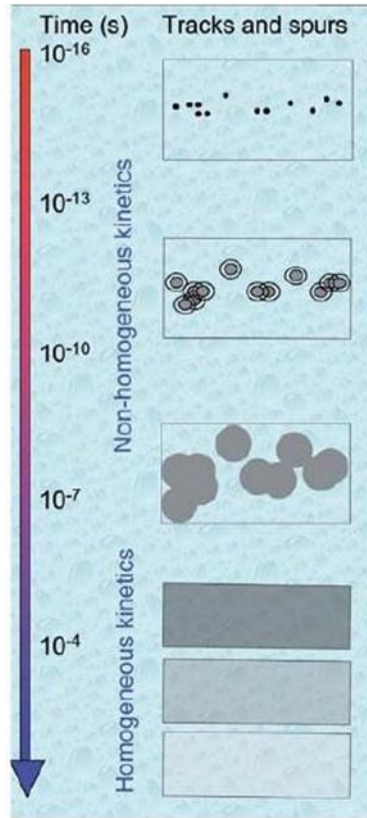 Time (s) Tracks and spurs
10⁻¹⁶
10⁻¹³
Non-homogeneous kinetics
10⁻¹⁰
10⁻⁷
Homogeneous kinetics
10⁻⁴